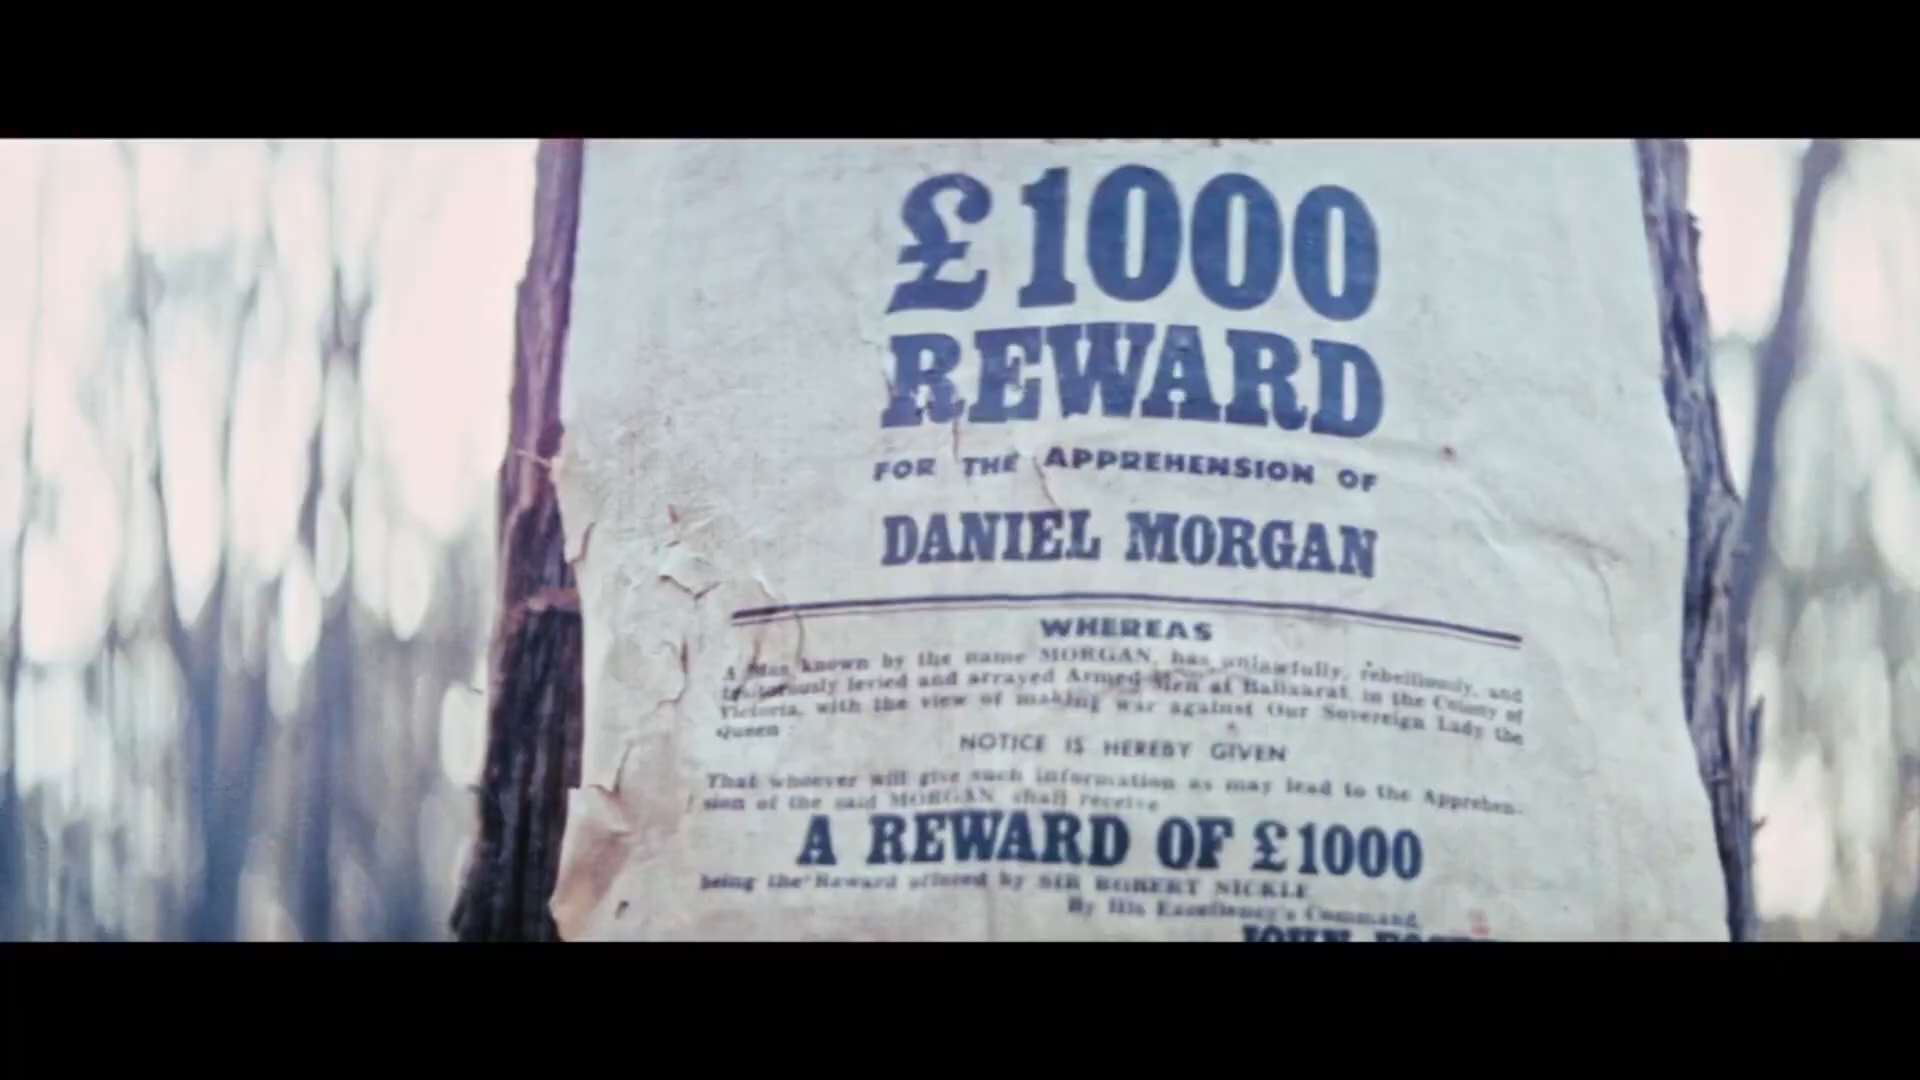 £1000
REWARD
FOR THE APPREHENSION OF
DANIEL MORGAN
WHEREAS
A Man known by the name MORGAN, has unlawfully, rebelliously, and
levied and arrayed Armed Men at Ballaarat, in the Colony of
Victoria, with the view of making war against Our Sovereign Lady the
Queen
NOTICE IS HEREBY GIVEN
That whoever will give such information as may lead to the Apprehen-
sion of the said MORGAN, shall receive
A REWARD OF £1000
being the Reward offered by SIR ROBERT NICKLE
By His Excellency's Command,
JOHN